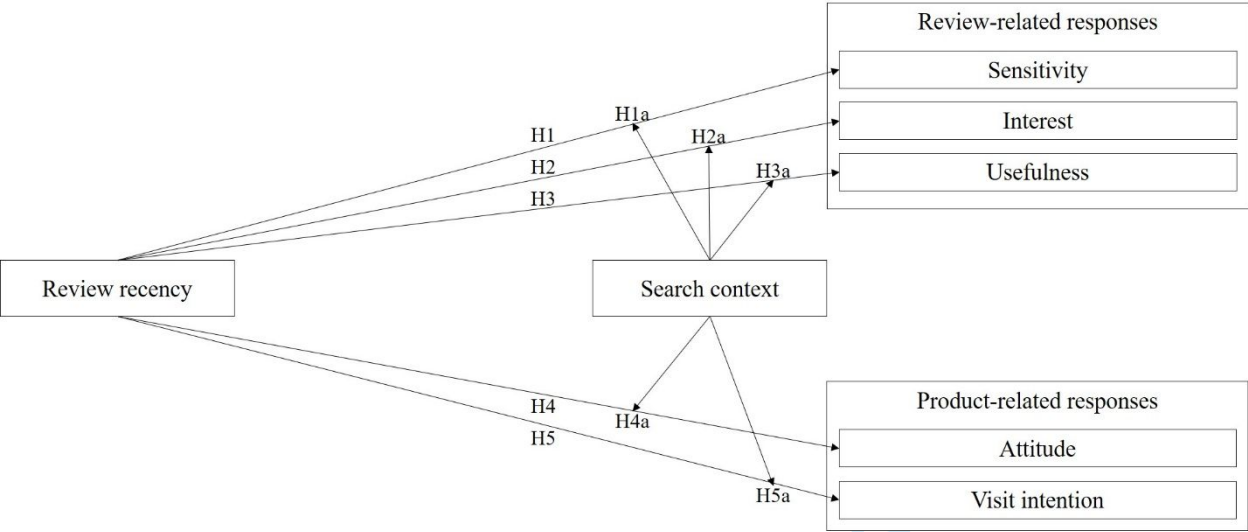 Review-related responses
Sensitivity
H1a
Interest
H1
H2a
H2
H3a
Usefulness
H3
Review recency
Search context
Product-related responses
H4
H4a
H5
Attitude
H5a
Visit intention